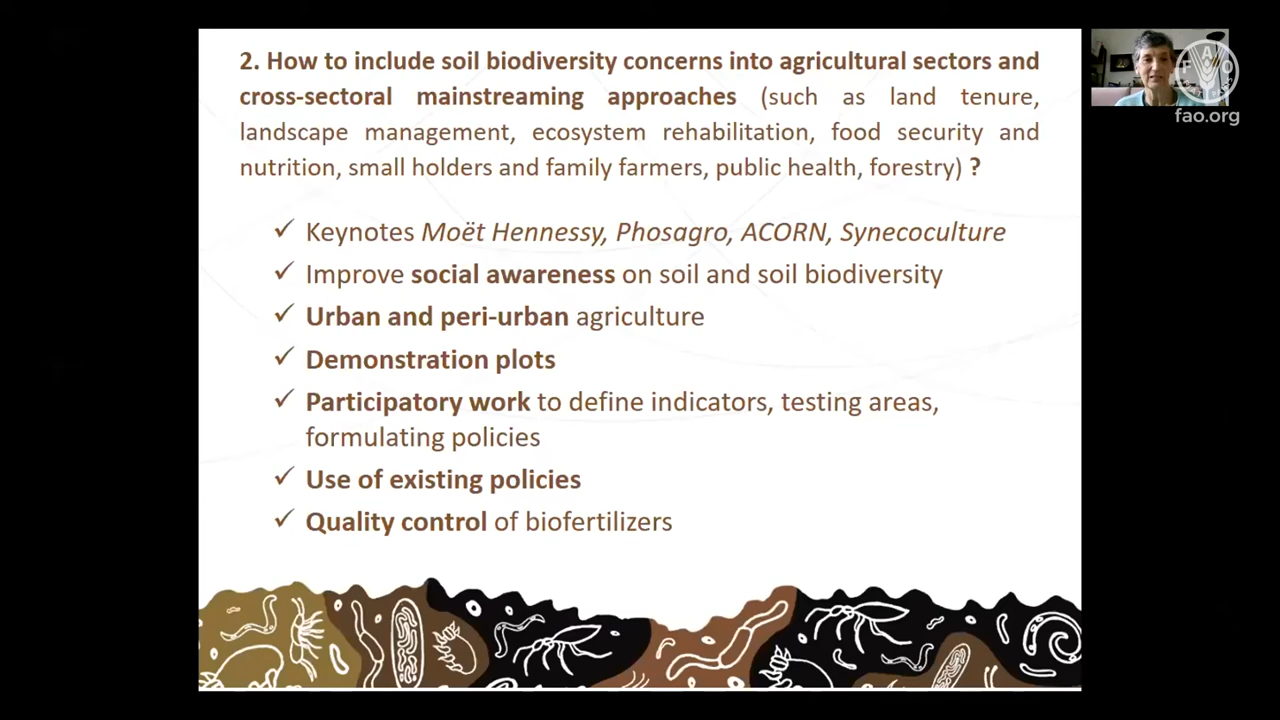 2. How to include soil biodiversity concerns into agricultural sectors and
cross-sectoral mainstreaming approaches (such as land tenure,
landscape management, ecosystem rehabilitation, food security and
nutrition, small holders and family farmers, public health, forestry) ?
✓ Keynotes Moët Hennessy, Phosagro, ACORN, Synecoculture
✓ Improve social awareness on soil and soil biodiversity
✓ Urban and peri-urban agriculture
✓ Demonstration plots
✓ Participatory work to define indicators, testing areas,
formulating policies
✓ Use of existing policies
✓ Quality control of biofertilizers
F A O
fao.org